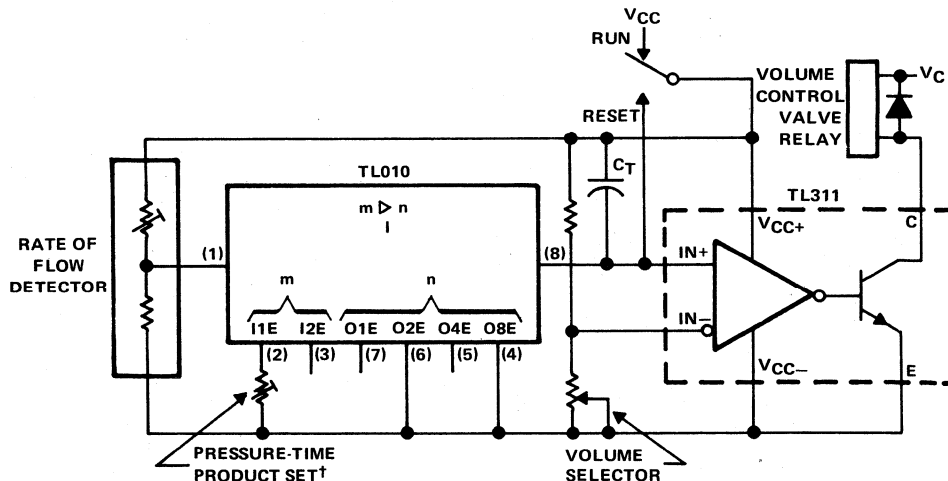 VCC
RUN
RESET
VOLUME
CONTROL
VALVE
RELAY
VC
TL010
m ▷ n
I
CT
TL311
VCC+
C
RATE OF
FLOW
DETECTOR
(1)
(8)
IN+
m
n
I1E I2E O1E O2E O4E O8E
(2) (3) (7) (6) (5) (4)
IN−
VCC−
E
PRESSURE-TIME
PRODUCT SET†
VOLUME
SELECTOR